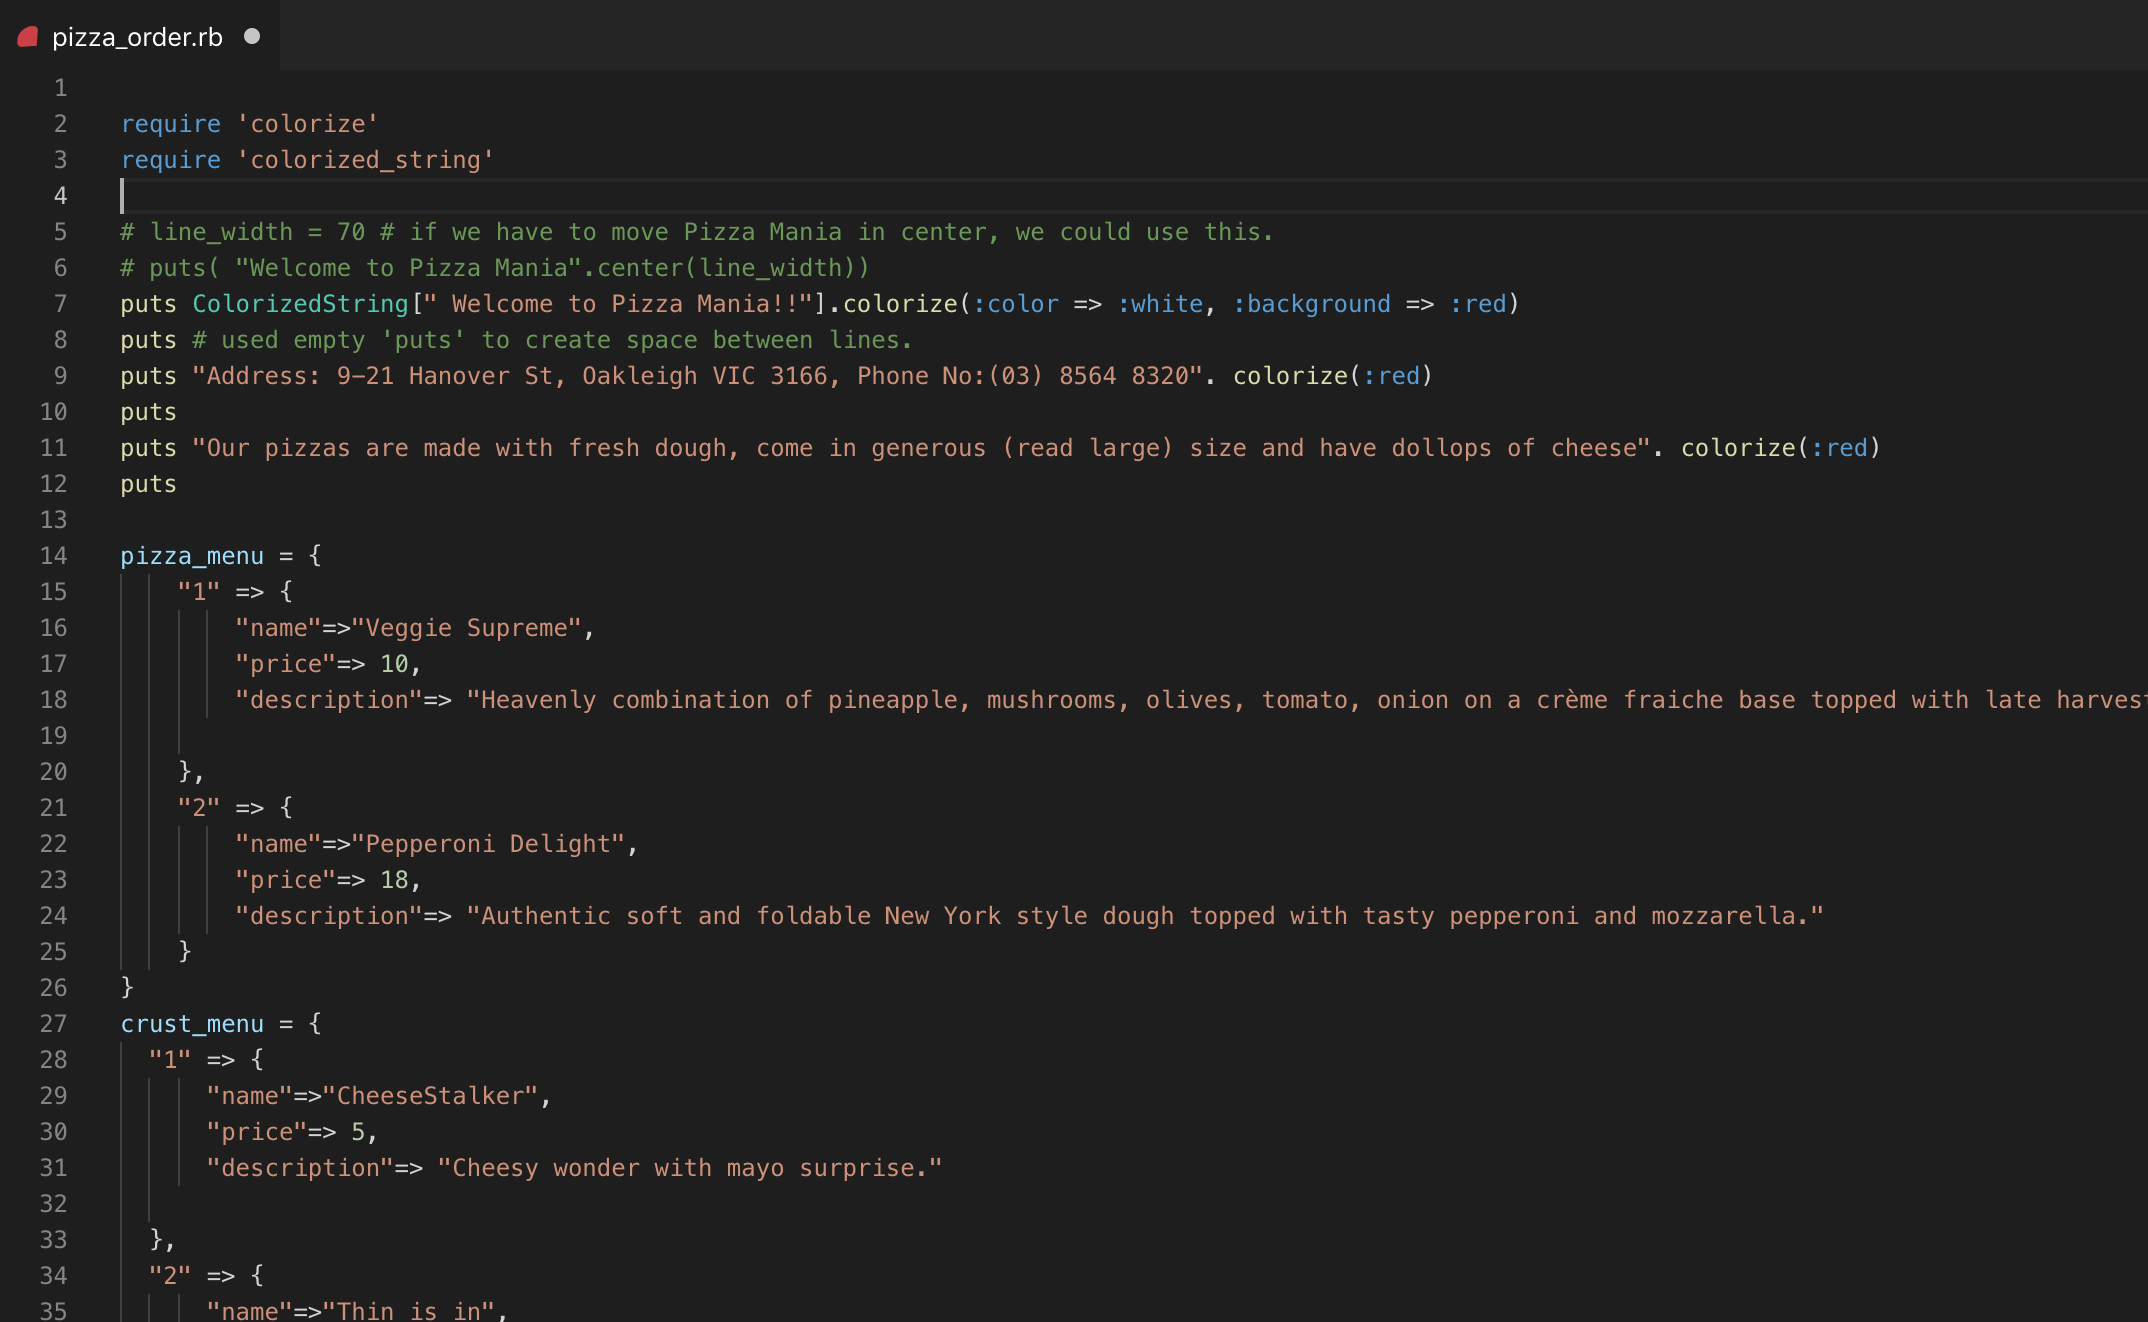 pizza_order.rb
1
2 require 'colorize'
3 require 'colorized_string'
4
5 # line_width = 70 # if we have to move Pizza Mania in center, we could use this.
6 # puts( "Welcome to Pizza Mania".center(line_width))
7 puts ColorizedString[" Welcome to Pizza Mania!!"].colorize(:color => :white, :background => :red)
8 puts # used empty 'puts' to create space between lines.
9 puts "Address: 9–21 Hanover St, Oakleigh VIC 3166, Phone No:(03) 8564 8320". colorize(:red)
10 puts
11 puts "Our pizzas are made with fresh dough, come in generous (read large) size and have dollops of cheese". colorize(:red)
12 puts
13
14 pizza_menu = {
15 "1" => {
16 "name"=>"Veggie Supreme",
17 "price"=> 10,
18 "description"=> "Heavenly combination of pineapple, mushrooms, olives, tomato, onion on a crème fraiche base topped with late harvest
19
20 },
21 "2" => {
22 "name"=>"Pepperoni Delight",
23 "price"=> 18,
24 "description"=> "Authentic soft and foldable New York style dough topped with tasty pepperoni and mozzarella."
25 }
26 }
27 crust_menu = {
28 "1" => {
29 "name"=>"CheeseStalker",
30 "price"=> 5,
31 "description"=> "Cheesy wonder with mayo surprise."
32
33 },
34 "2" => {
35 "name"=>"Thin is in",